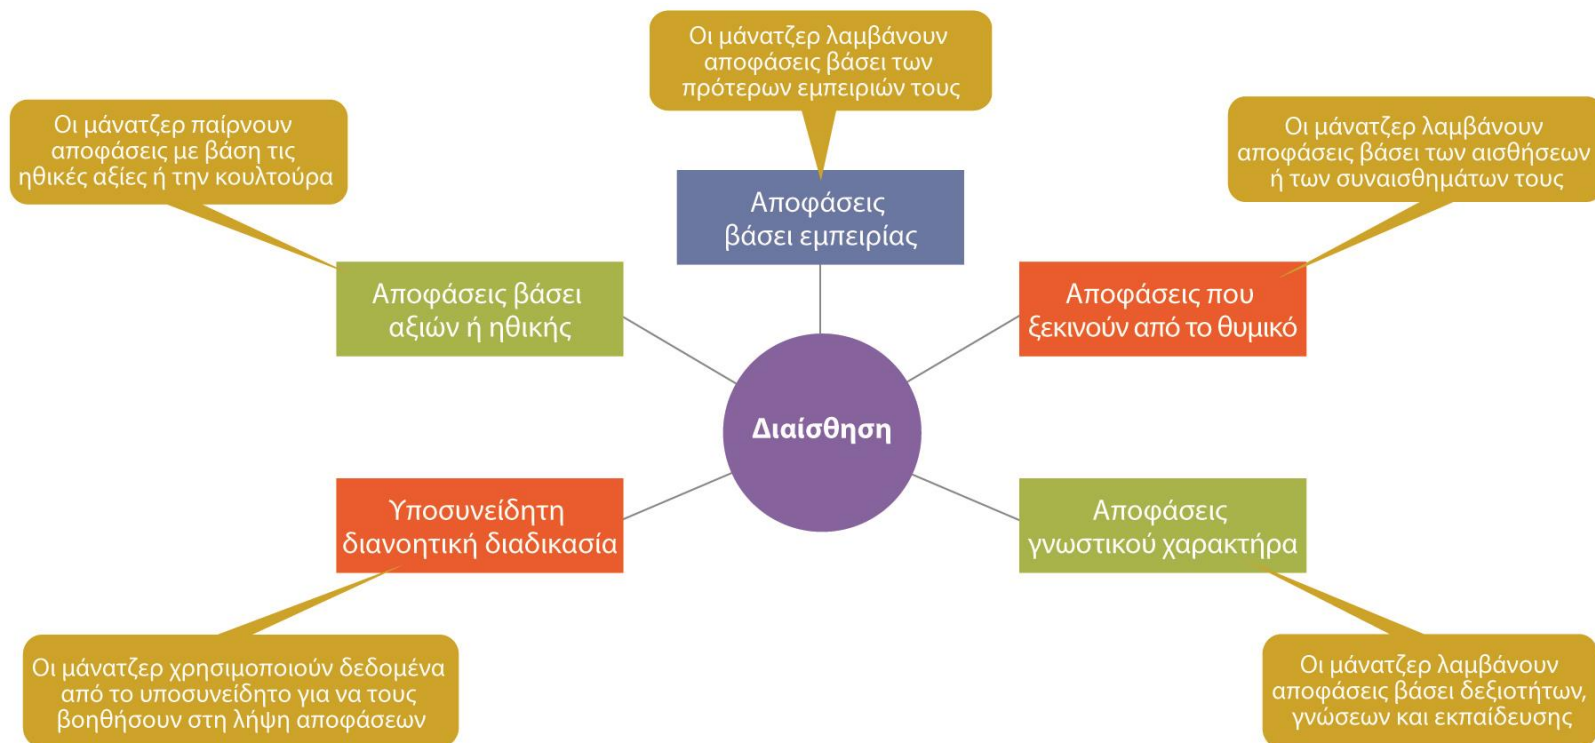 Οι μάνατζερ λαμβάνουν
αποφάσεις βάσει των
πρότερων εμπειριών τους
Οι μάνατζερ παίρνουν
αποφάσεις με βάση τις
ηθικές αξίες ή την κουλτούρα
Οι μάνατζερ λαμβάνουν
αποφάσεις βάσει των αισθήσεων
ή των συναισθημάτων τους
Αποφάσεις
βάσει εμπειρίας
Αποφάσεις βάσει
αξιών ή ηθικής
Αποφάσεις που
ξεκινούν από το θυμικό
Διαίσθηση
Υποσυνείδητη
διανοητική διαδικασία
Αποφάσεις
γνωστικού χαρακτήρα
Οι μάνατζερ χρησιμοποιούν δεδομένα
από το υποσυνείδητο για να τους
βοηθήσουν στη λήψη αποφάσεων
Οι μάνατζερ λαμβάνουν
αποφάσεις βάσει δεξιοτήτων,
γνώσεων και εκπαίδευσης